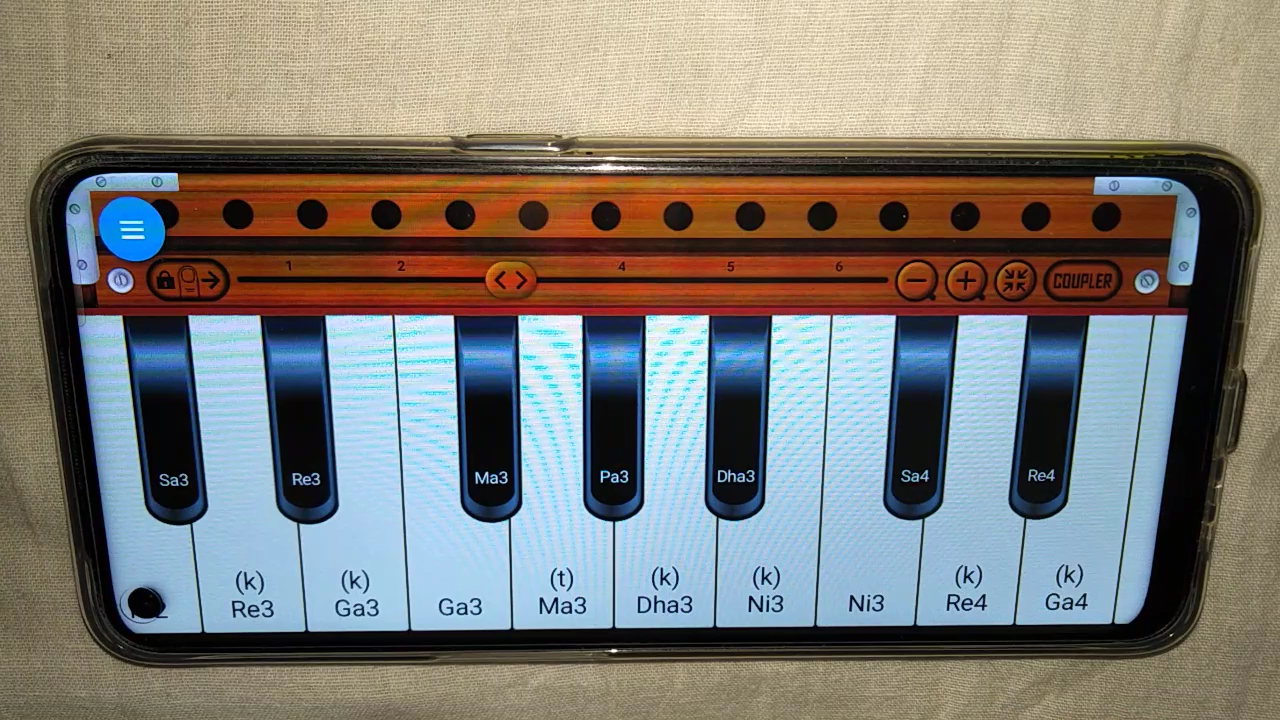 1 2 4 5 6
COUPLER
Sa3 Re3 Ma3 Pa3 Dha3 Sa4 Re4
(k) (k) (t) (k) (k) (k) (k)
Re3 Ga3 Ga3 Ma3 Dha3 Ni3 Ni3 Re4 Ga4